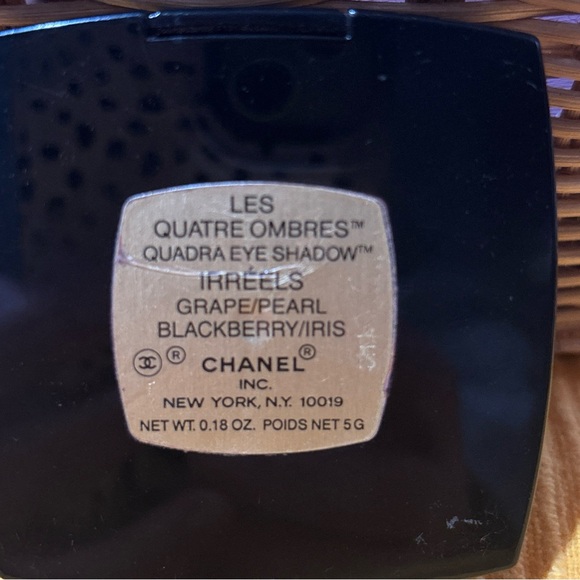 LES
QUATRE OMBRES™
QUADRA EYE SHADOW™
IRRÉELS
GRAPE/PEARL
BLACKBERRY/IRIS
® CHANEL®
INC.
NEW YORK, N.Y. 10019
NET WT. 0.18 OZ. POIDS NET 5 G